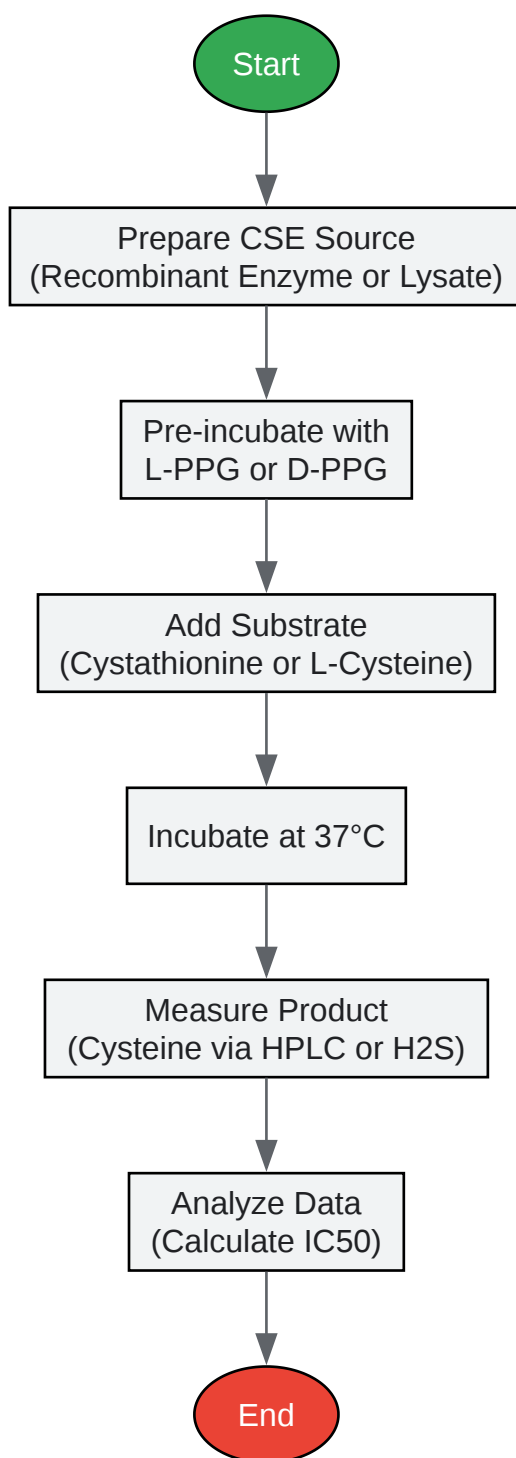 Start
Prepare CSE Source
(Recombinant Enzyme or Lysate)
Pre-incubate with
L-PPG or D-PPG
Add Substrate
(Cystathionine or L-Cysteine)
Incubate at 37°C
Measure Product
(Cysteine via HPLC or H2S)
Analyze Data
(Calculate IC50)
End